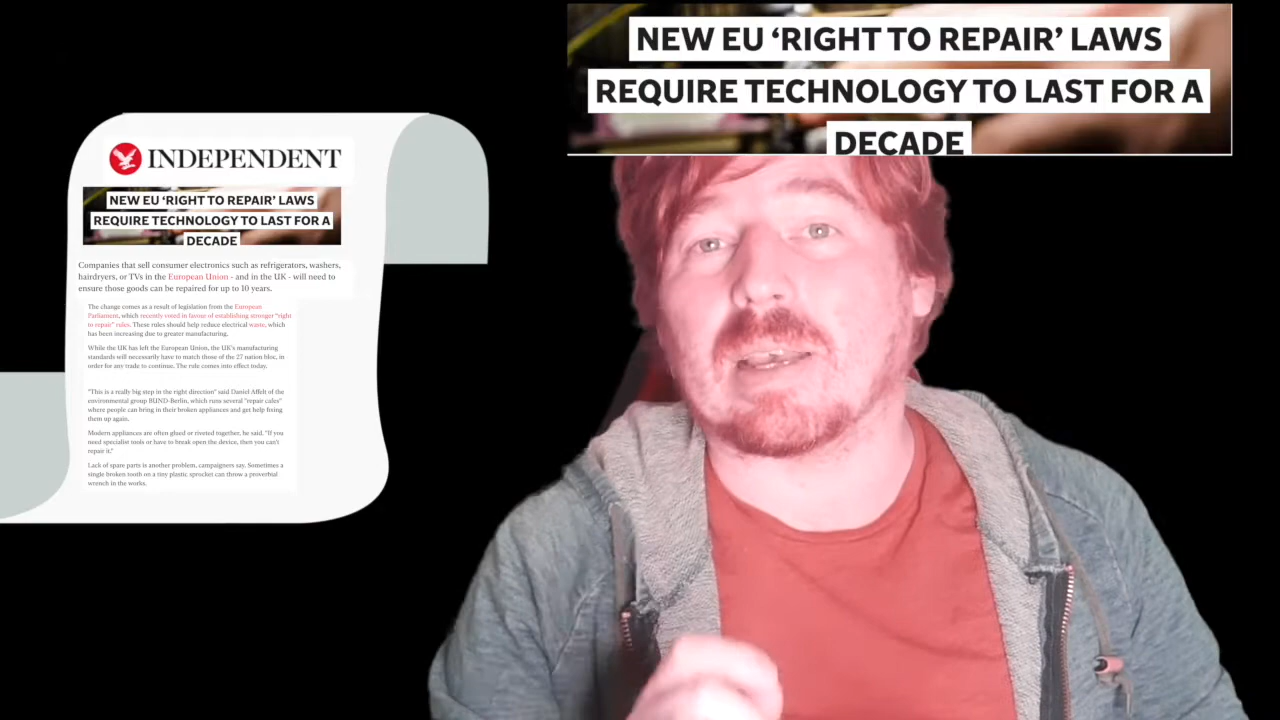 NEW EU ‘RIGHT TO REPAIR’ LAWS
REQUIRE TECHNOLOGY TO LAST FOR A
DECADE
INDEPENDENT
NEW EU ‘RIGHT TO REPAIR’ LAWS
REQUIRE TECHNOLOGY TO LAST FOR A
DECADE
Companies that sell consumer electronics such as refrigerators, washers,
hairdryers, or TVs in the European Union - and in the UK - will need to
ensure those goods can be repaired for up to 10 years.
The change comes as a result of legislation from the European
Parliament, which recently voted in favour of establishing stronger “right
to repair” rules. These rules should help reduce electrical waste, which
has been increasing due to greater manufacturing.
While the UK has left the European Union, the UK’s manufacturing
standards will necessarily have to match those of the 27 nation bloc, in
order for any trade to continue. The rule comes into effect today.
“This is a really big step in the right direction” said Daniel Affelt of the
environmental group BUND-Berlin, which runs several “repair cafes”
where people can bring in their broken appliances and get help fixing
them up again.
Modern appliances are often glued or riveted together, he said. “If you
need specialist tools or have to break open the device, then you can’t
repair it.”
Lack of spare parts is another problem, campaigners say. Sometimes a
single broken tooth on a tiny plastic sprocket can throw a proverbial
wrench in the works.